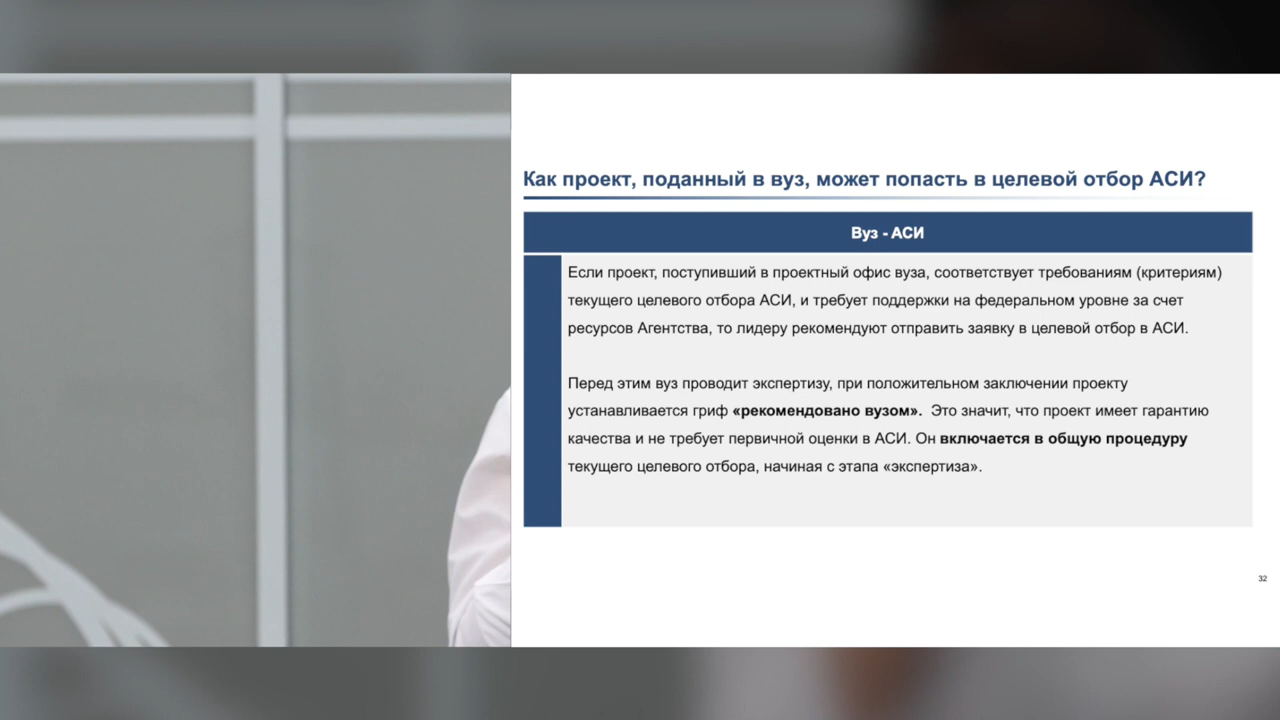 Как проект, поданный в вуз, может попасть в целевой отбор АСИ?
Вуз - АСИ
Если проект, поступивший в проектный офис вуза, соответствует требованиям (критериям)
текущего целевого отбора АСИ, и требует поддержки на федеральном уровне за счет
ресурсов Агентства, то лидеру рекомендуют отправить заявку в целевой отбор в АСИ.
Перед этим вуз проводит экспертизу, при положительном заключении проекту
устанавливается гриф «рекомендовано вузом». Это значит, что проект имеет гарантию
качества и не требует первичной оценки в АСИ. Он включается в общую процедуру
текущего целевого отбора, начиная с этапа «экспертиза».
32